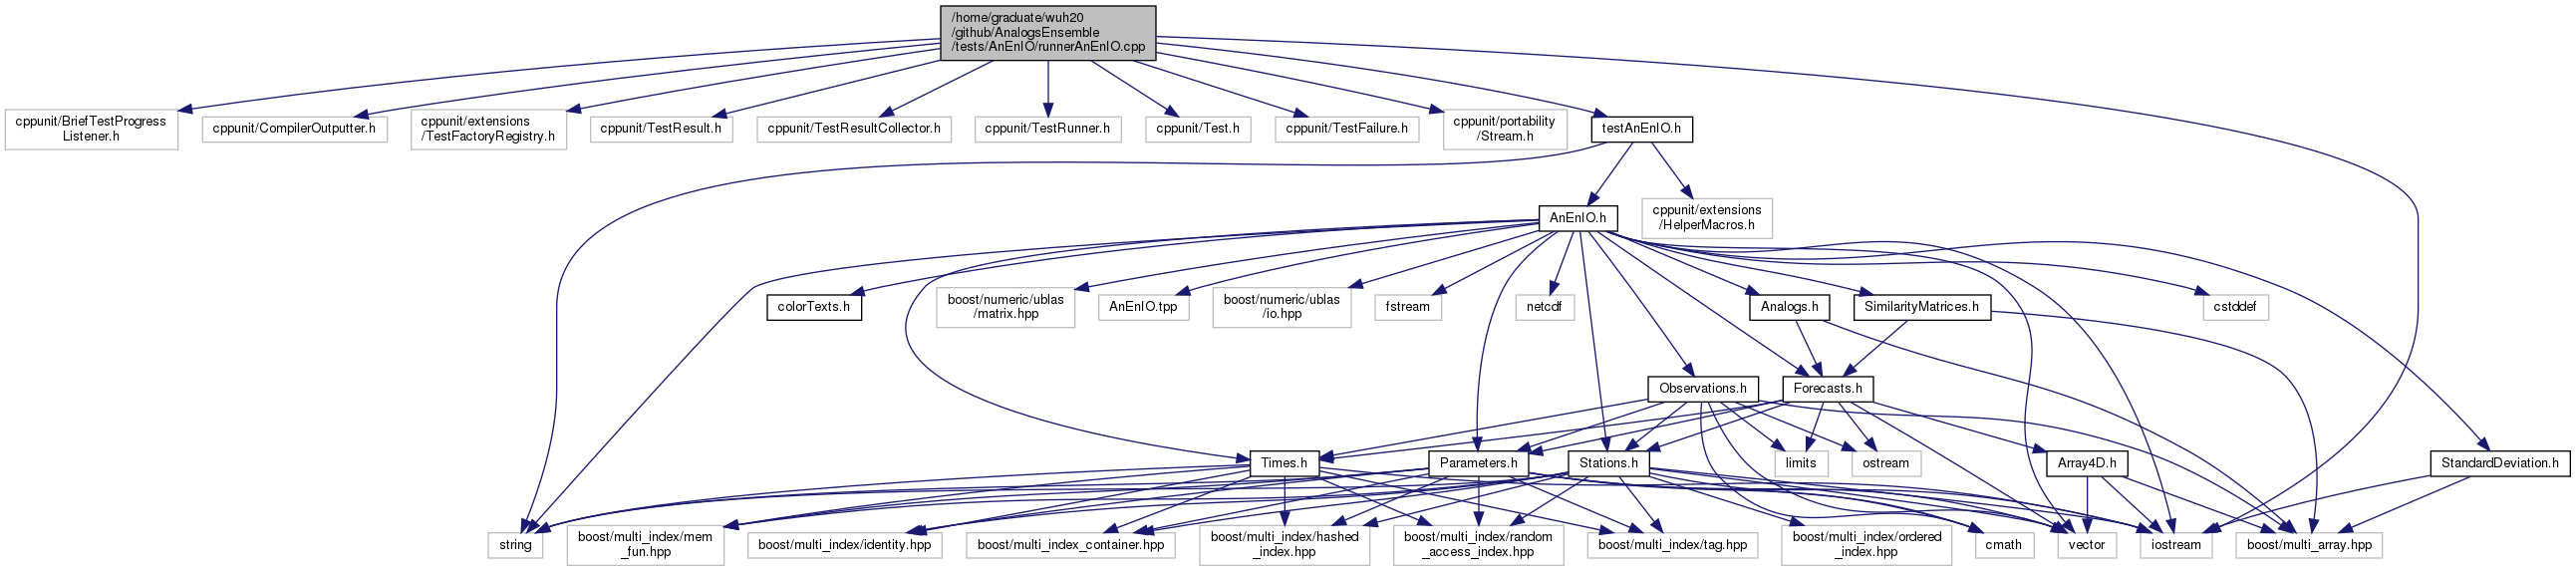 /home/graduate/wuh20
/github/AnalogsEnsemble
/tests/AnEnIO/runnerAnEnIO.cpp
cppunit/BriefTestProgress
Listener.h
cppunit/CompilerOutputter.h
cppunit/extensions
/TestFactoryRegistry.h
cppunit/TestResult.h
cppunit/TestResultCollector.h
cppunit/TestRunner.h
cppunit/Test.h
cppunit/TestFailure.h
cppunit/portability
/Stream.h
testAnEnIO.h
AnEnIO.h
cppunit/extensions
/HelperMacros.h
colorTexts.h
boost/numeric/ublas
/matrix.hpp
AnEnIO.tpp
boost/numeric/ublas
/io.hpp
fstream
netcdf
Analogs.h
SimilarityMatrices.h
cstddef
Observations.h
Forecasts.h
Times.h
Parameters.h
Stations.h
limits
ostream
Array4D.h
StandardDeviation.h
string
boost/multi_index/mem
_fun.hpp
boost/multi_index/identity.hpp
boost/multi_index_container.hpp
boost/multi_index/hashed
_index.hpp
boost/multi_index/random
_access_index.hpp
boost/multi_index/tag.hpp
boost/multi_index/ordered
_index.hpp
cmath
vector
iostream
boost/multi_array.hpp